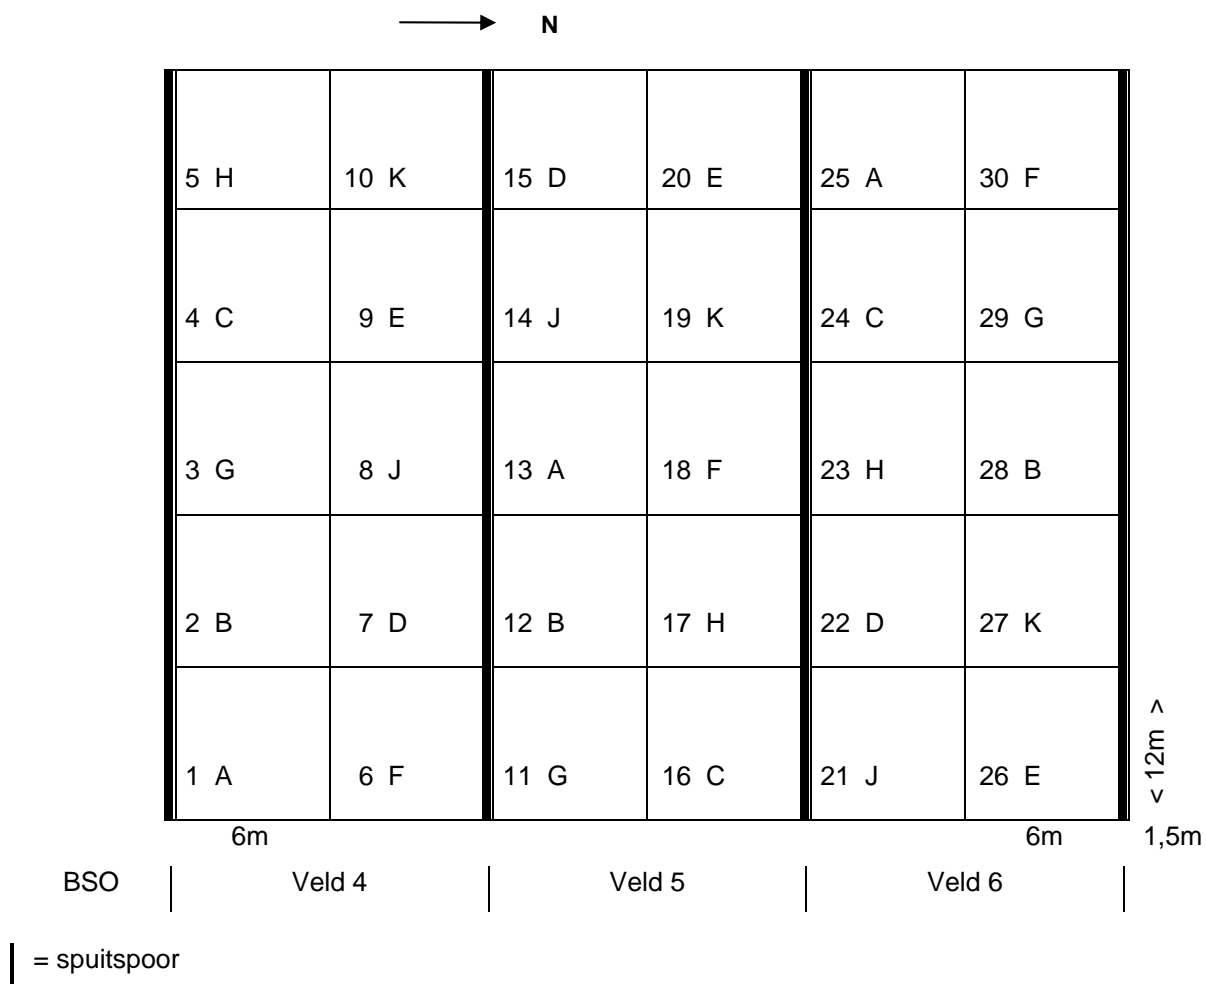 N
5 H 10 K 15 D 20 E 25 A 30 F
4 C 9 E 14 J 19 K 24 C 29 G
3 G 8 J 13 A 18 F 23 H 28 B
2 B 7 D 12 B 17 H 22 D 27 K
1 A 6 F 11 G 16 C 21 J 26 E
< 12m >
6m 6m 1,5m
BSO Veld 4 Veld 5 Veld 6
= spuitspoor